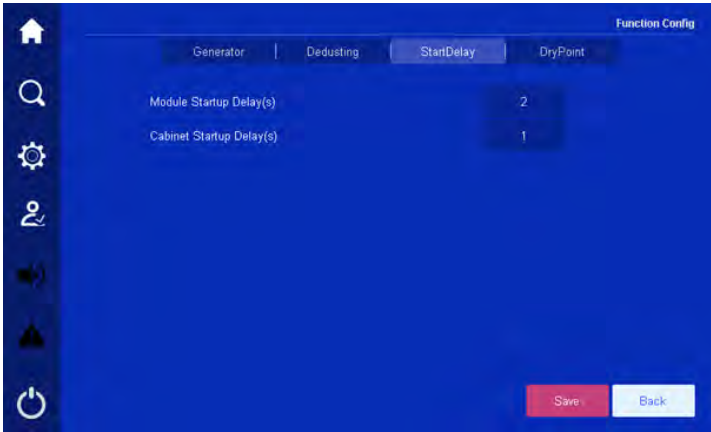 Function Config
Generator | Dedusting | StartDelay | DryPoint
Module Startup Delay(s) 2
Cabinet Startup Delay(s) 1
Save Back